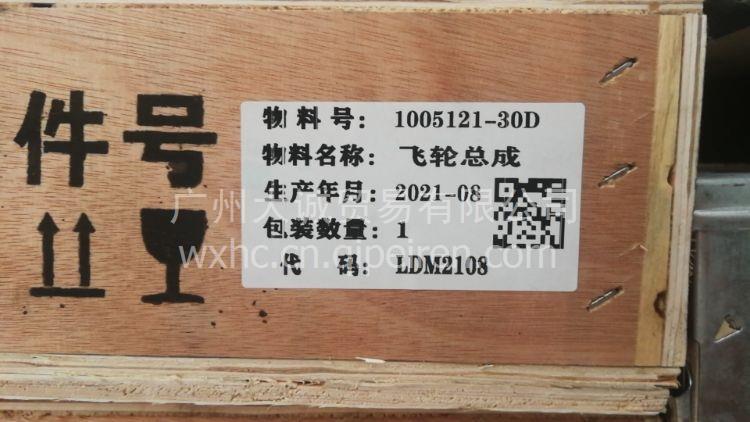 件号
物料号：1005121-30D
物料名称：飞轮总成
生产年月：2021-08
包装数量：1
代码：LDM2108
广州大诚贸易有限公司
wxhc.cn.qipeiren.com